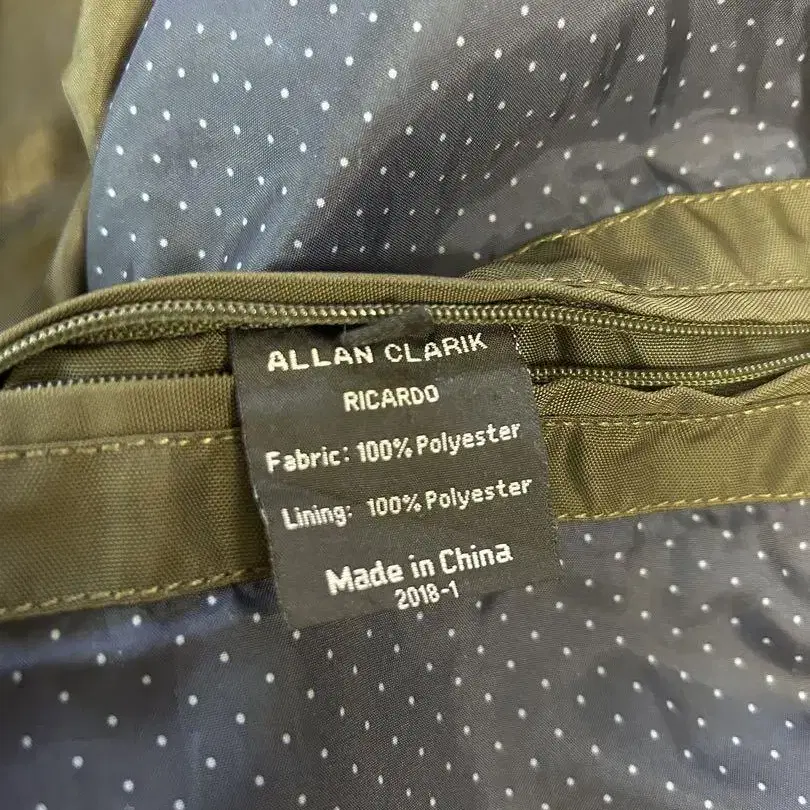 ALLAN CLARIK
RICARDO
Fabric: 100% Polyester
Lining: 100% Polyester
Made in China
2018-1